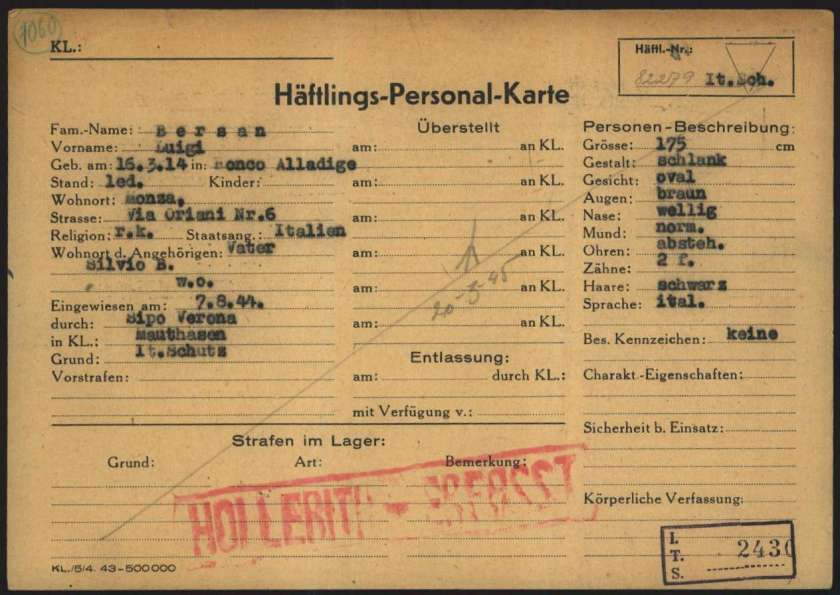 1060
KL.:
Häftl.-Nr.:
82279 It.Sch.
Häftlings-Personal-Karte
Fam.-Name: Bersan
Vorname: Luigi
Geb. am: 16.3.14 in: Ronco Alladige
Stand: led. Kinder:
Wohnort: Monza,
Strasse: Via Oriani Nr.6
Religion: r.k. Staatsang.: Italien
Wohnort d. Angehörigen: Vater
Silvio B.
w.o.
Eingewiesen am: 7.8.44.
durch: Sipo Verona
in KL.: Mauthasen
Grund: It.Schutz
Vorstrafen:
Überstellt
am: an KL.
am: an KL.
am: an KL.
am: an KL.
am: an KL.
am: an KL.
20-3-45
Entlassung:
am: durch KL.:
mit Verfügung v.:
Personen-Beschreibung:
Grösse: 175 cm
Gestalt: schlank
Gesicht: oval
Augen: braun
Nase: wellig
Mund: norm.
Ohren: absteh.
Zähne: 2 f.
Haare: schwarz
Sprache: ital.
Bes. Kennzeichen: keine
Charakt.-Eigenschaften:
Sicherheit b. Einsatz:
Körperliche Verfassung:
Strafen im Lager:
Grund: Art: Bemerkung:
HOLLERITH - ERFASST
I.
T.
S.
2430
KL./5/4. 43-500000